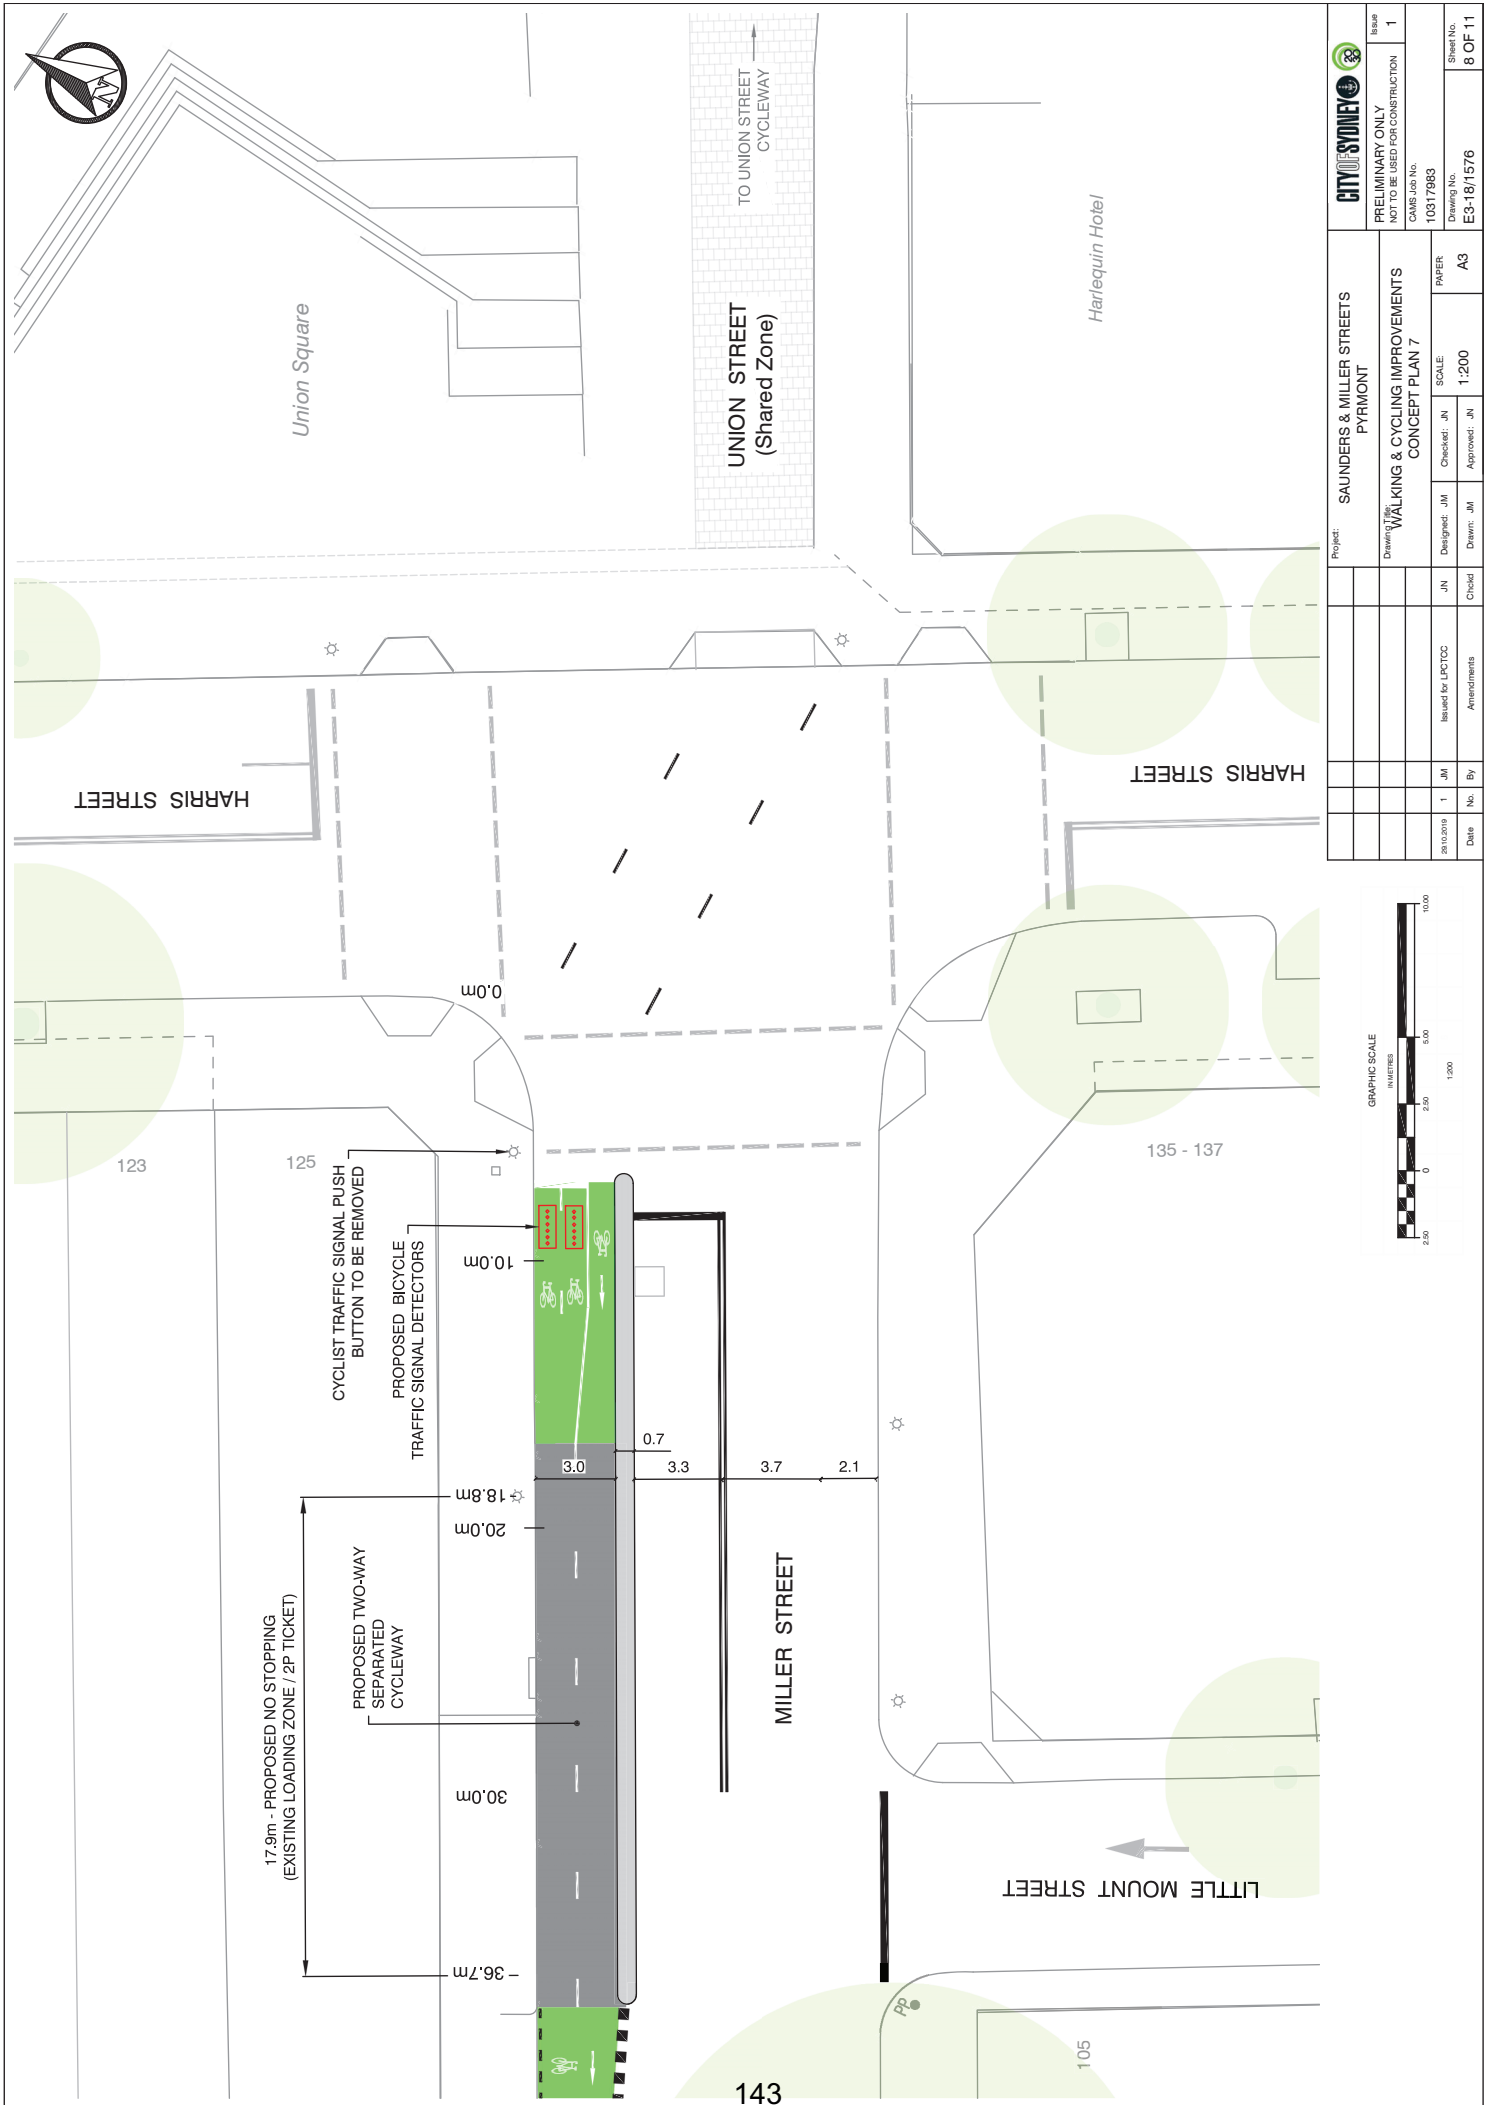 Union Square
TO UNION STREET
CYCLEWAY
UNION STREET
(Shared Zone)
Harlequin Hotel
HARRIS STREET
HARRIS STREET
0.0m
123
125
135 - 137
CYCLIST TRAFFIC SIGNAL PUSH
BUTTON TO BE REMOVED
PROPOSED BICYCLE
TRAFFIC SIGNAL DETECTORS
10.0m
0.7
3.0
3.3
3.7
2.1
18.8m
20.0m
17.9m - PROPOSED NO STOPPING
(EXISTING LOADING ZONE / 2P TICKET)
PROPOSED TWO-WAY
SEPARATED
CYCLEWAY
30.0m
36.7m
MILLER STREET
LITTLE MOUNT STREET
PP
105
GRAPHIC SCALE
IN METRES
2.50
0
2.50
5.00
10.00
1:200
29.10.2019
1
JM
Issued for LPCTCC
JN
Date
No.
By
Amendments
Chckd
Project:
SAUNDERS & MILLER STREETS
PYRMONT
Drawing Title:
WALKING & CYCLING IMPROVEMENTS
CONCEPT PLAN 7
Designed: JM
Checked: JN
Drawn: JM
Approved: JN
SCALE:
1:200
PAPER:
A3
CITY OF SYDNEY
2030
PRELIMINARY ONLY
NOT TO BE USED FOR CONSTRUCTION
Issue
1
CAMS Job No.
10317983
Drawing No.
E3-18/1576
Sheet No.
8 OF 11
143
N